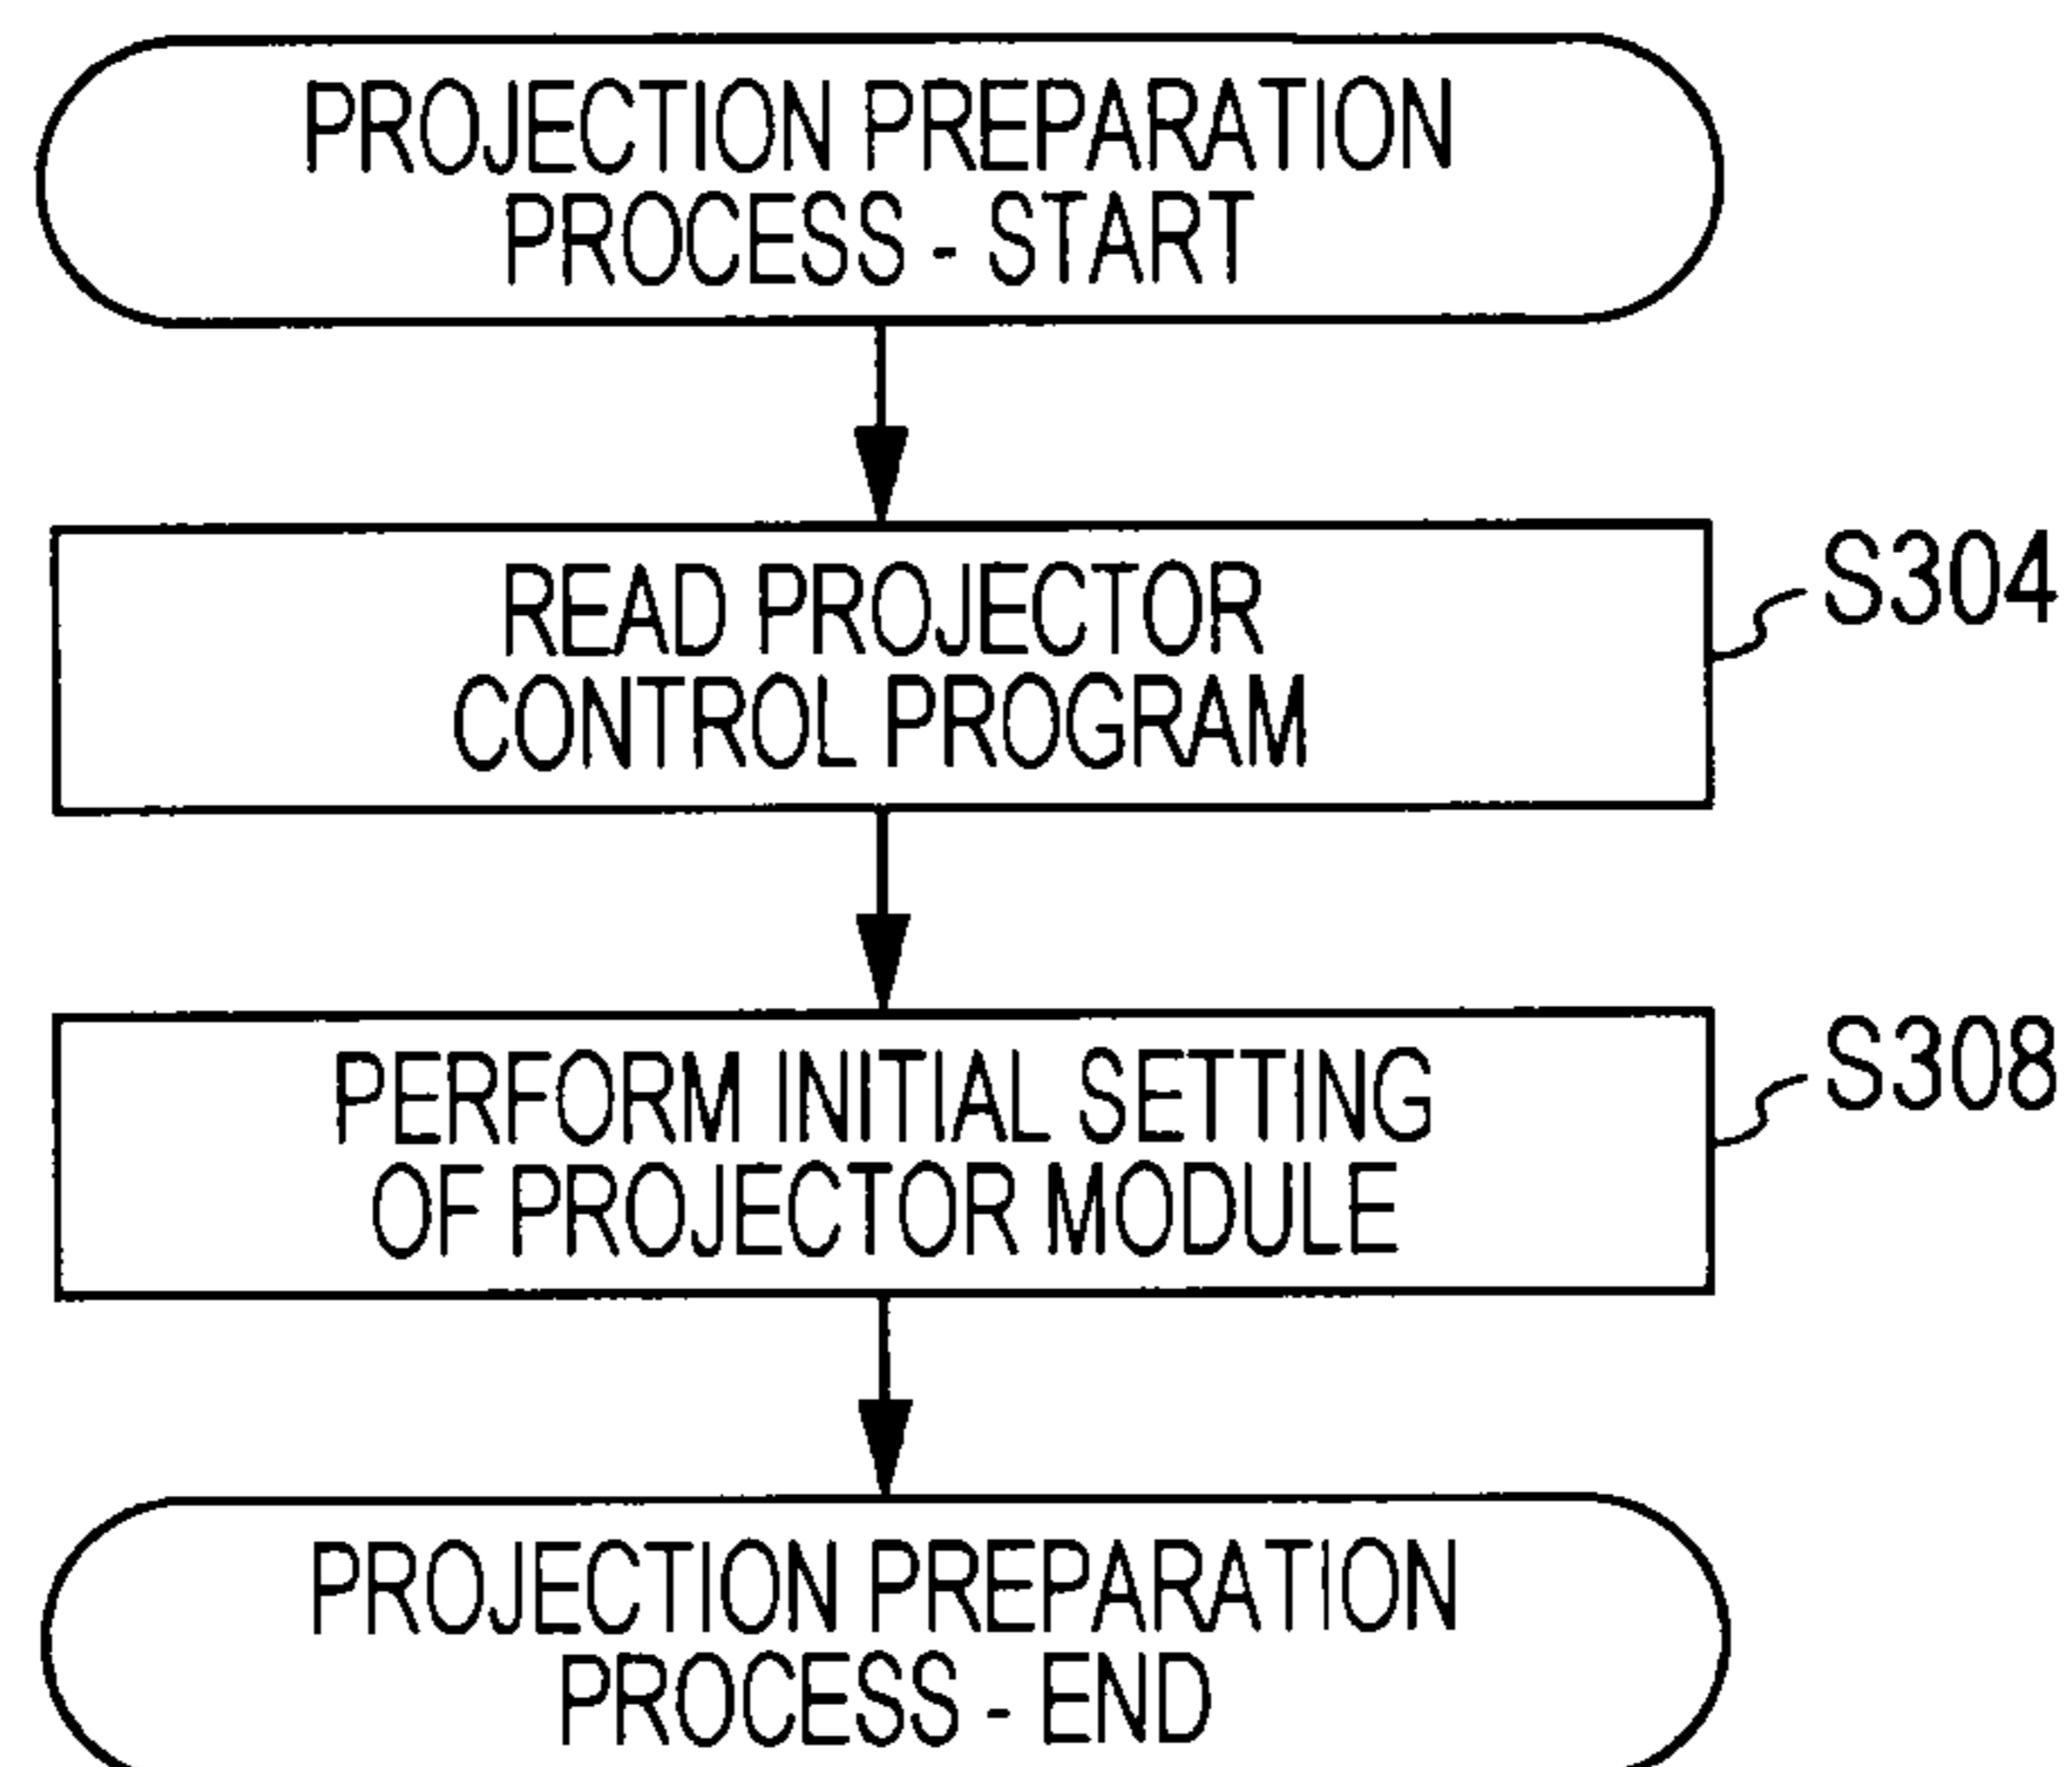 PROJECTION PREPARATION
PROCESS - START
READ PROJECTOR
CONTROL PROGRAM
S304
PERFORM INITIAL SETTING
OF PROJECTOR MODULE
S308
PROJECTION PREPARATION
PROCESS - END